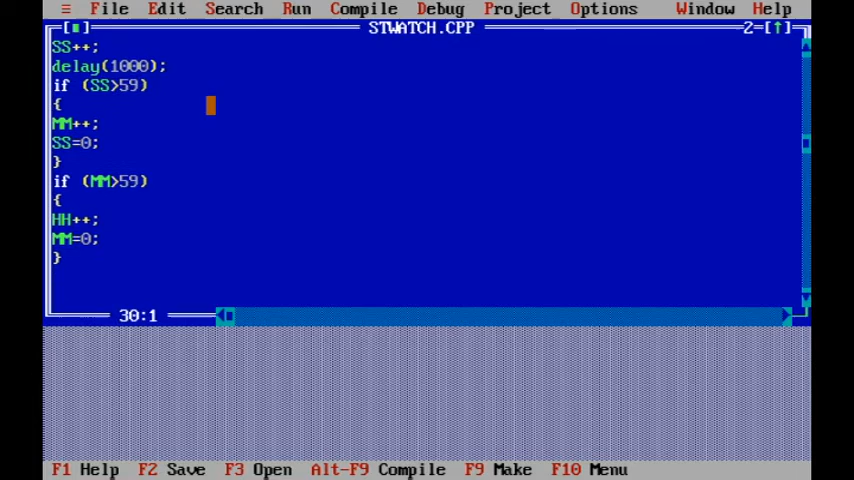 ≡ File Edit Search Run Compile Debug Project Options Window Help
[■] STWATCH.CPP 2=[↑]
SS++;
delay(1000);
if (SS>59)
{
MM++;
SS=0;
}
if (MM>59)
{
HH++;
MM=0;
}
30:1
F1 Help F2 Save F3 Open Alt-F9 Compile F9 Make F10 Menu